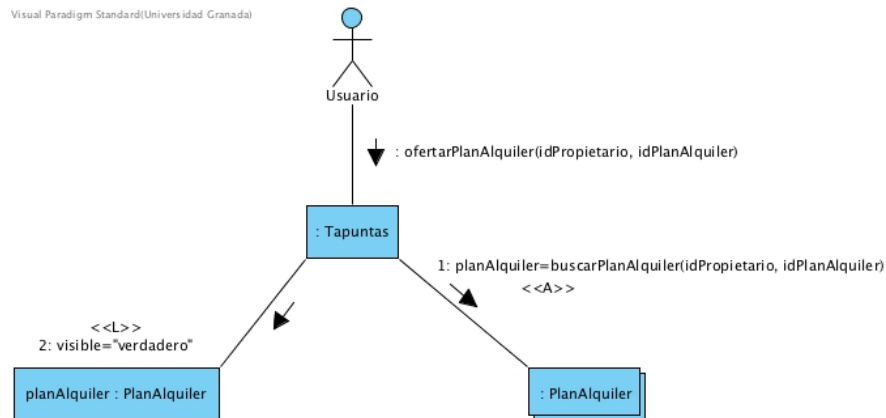 Visual Paradigm Standard(Universidad Granada)
Usuario
: ofertarPlanAlquiler(idPropietario, idPlanAlquiler)
: Tapuntas
1: planAlquiler=buscarPlanAlquiler(idPropietario, idPlanAlquiler)
<<A>>
<<L>>
2: visible="verdadero"
planAlquiler : PlanAlquiler
: PlanAlquiler